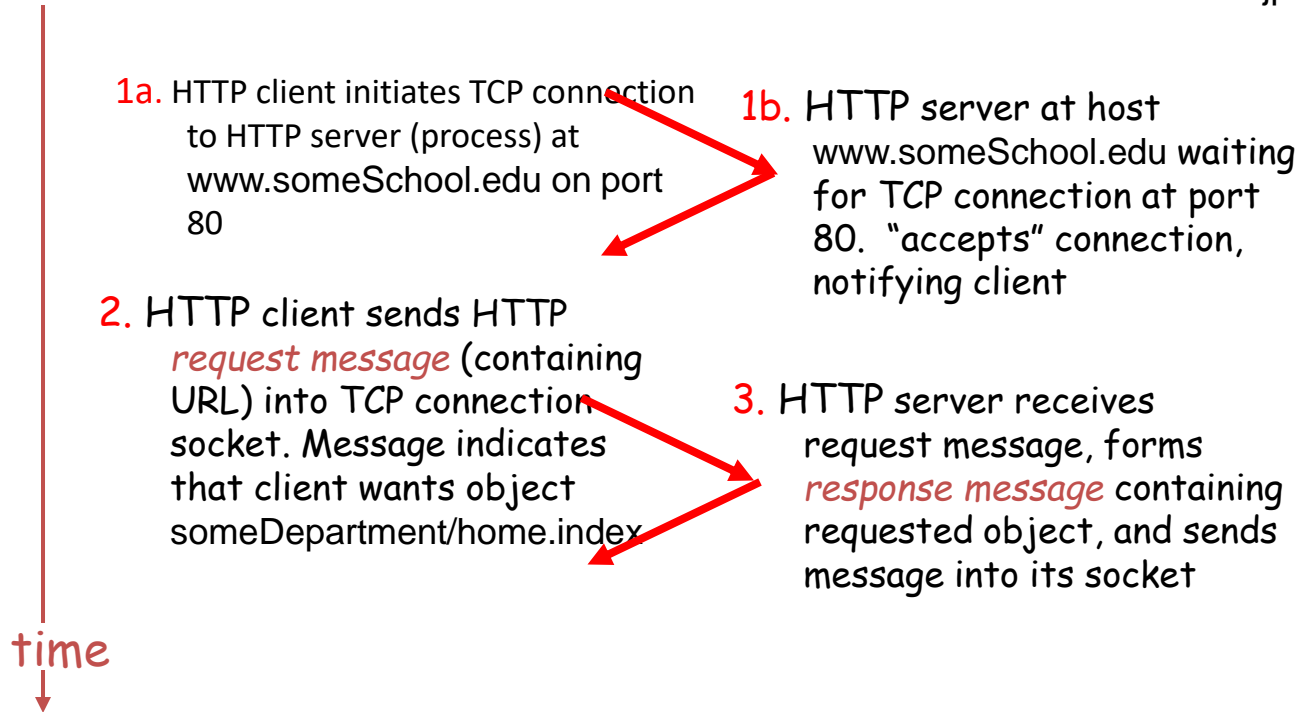 1a. HTTP client initiates TCP connection
to HTTP server (process) at
www.someSchool.edu on port
80
1b. HTTP server at host
www.someSchool.edu waiting
for TCP connection at port
80. “accepts” connection,
notifying client
2. HTTP client sends HTTP
request message (containing
URL) into TCP connection
socket. Message indicates
that client wants object
someDepartment/home.index
3. HTTP server receives
request message, forms
response message containing
requested object, and sends
message into its socket
time